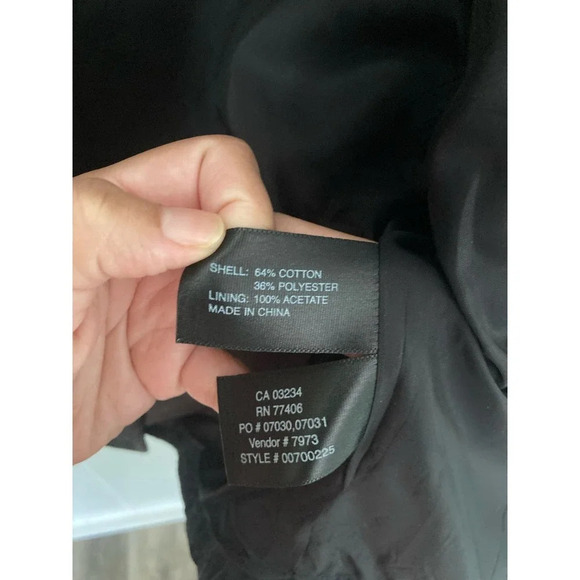 SHELL: 64% COTTON
36% POLYESTER
LINING: 100% ACETATE
MADE IN CHINA
CA 03234
RN 77406
PO # 07030,07031
Vendor # 7973
STYLE # 00700225